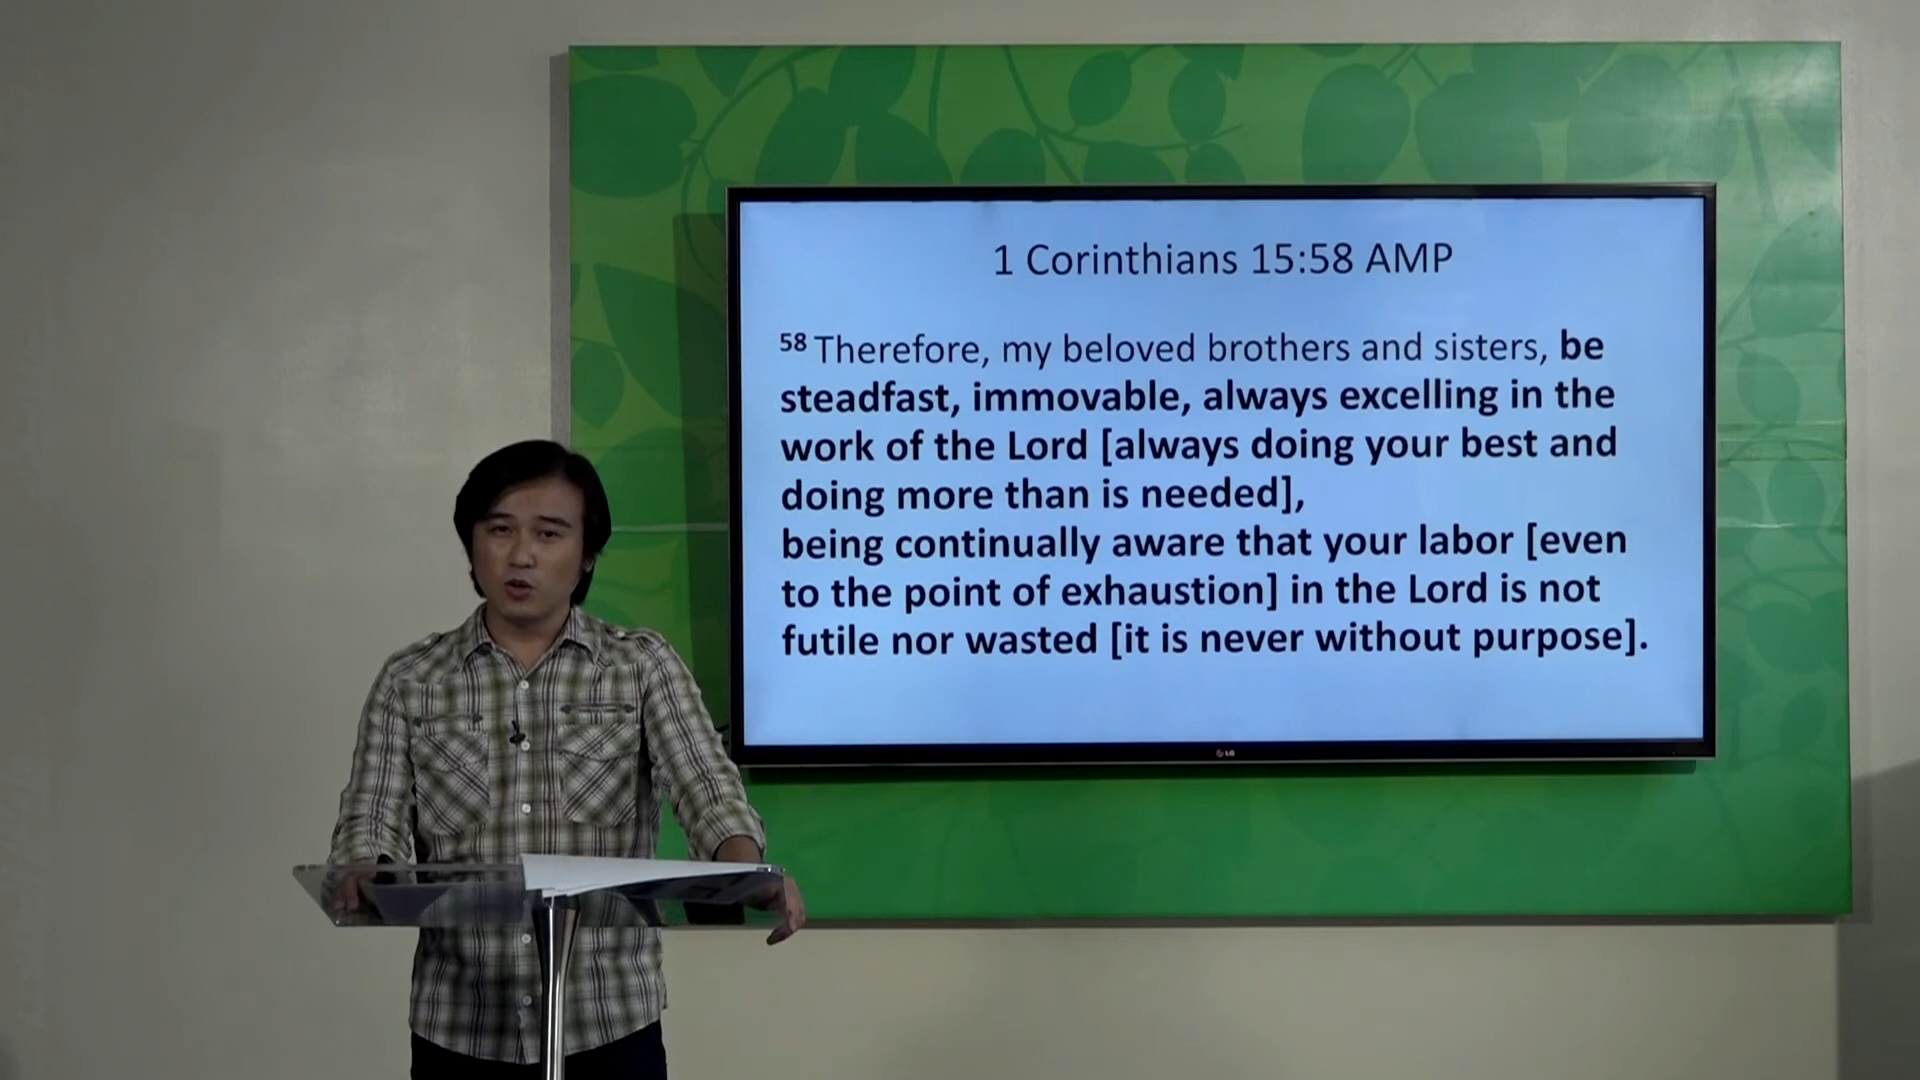 1 Corinthians 15:58 AMP
58 Therefore, my beloved brothers and sisters, be
steadfast, immovable, always excelling in the
work of the Lord [always doing your best and
doing more than is needed],
being continually aware that your labor [even
to the point of exhaustion] in the Lord is not
futile nor wasted [it is never without purpose].
LG